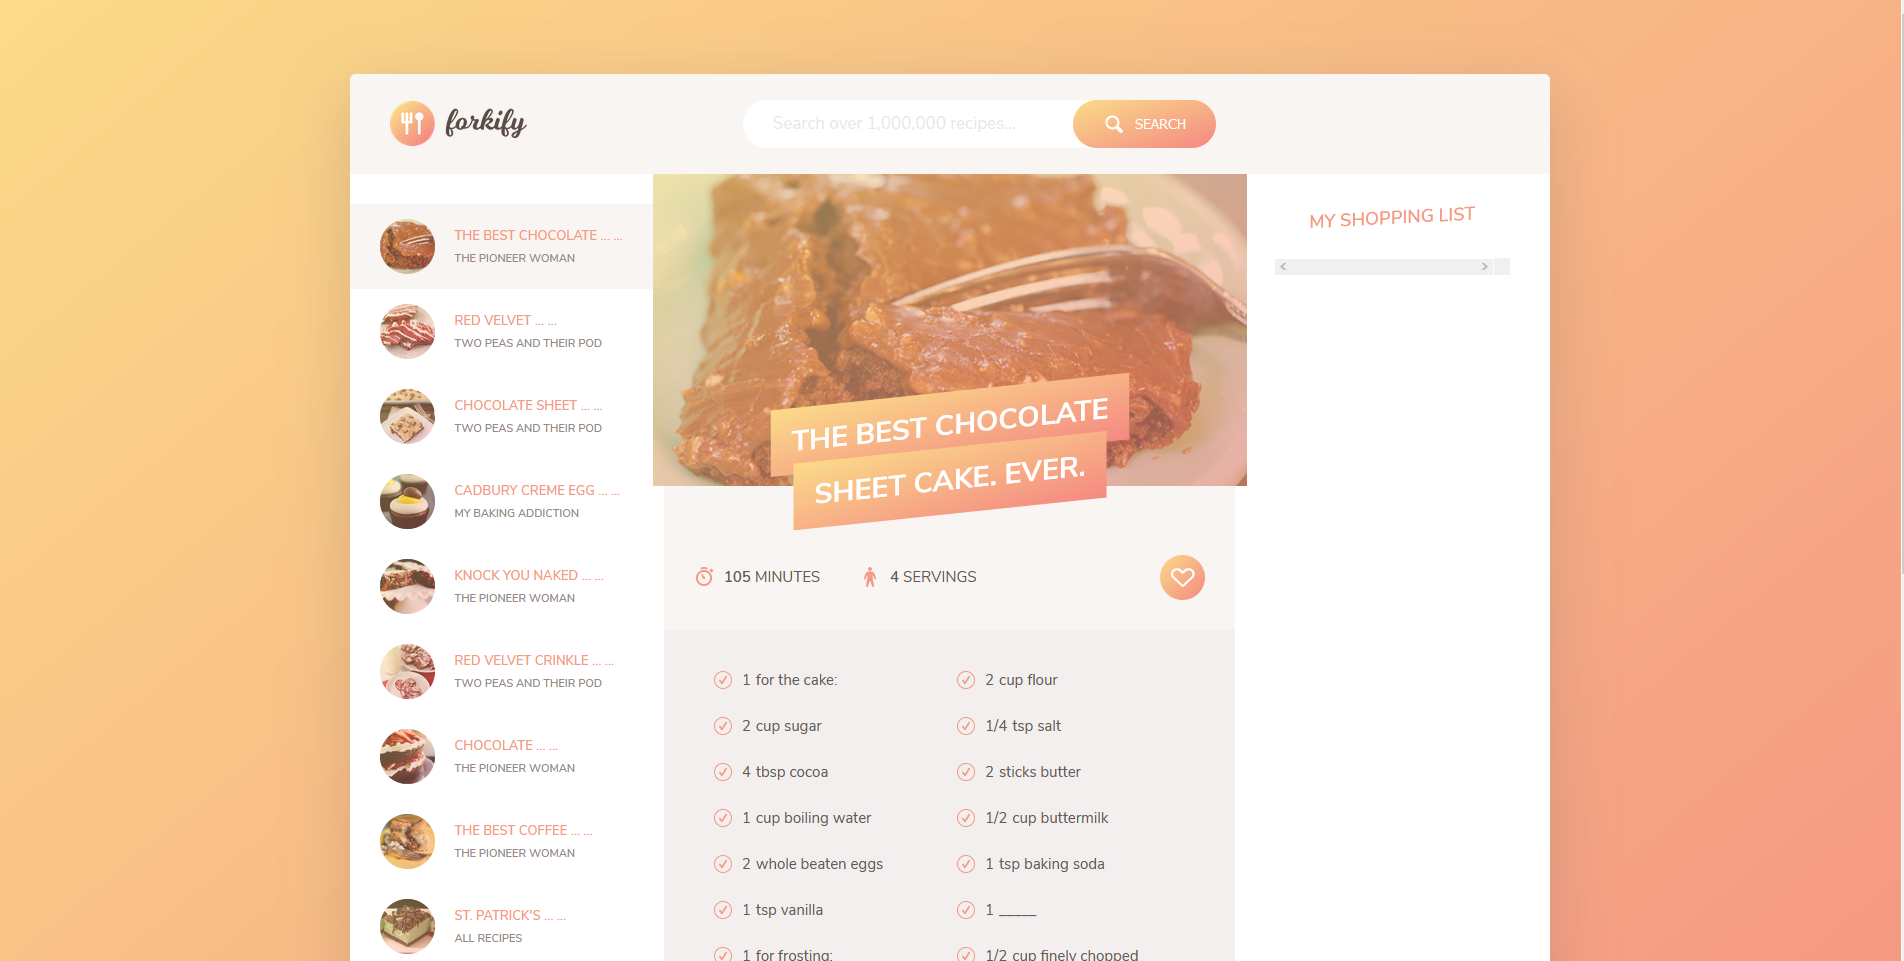 forkify
Search over 1,000,000 recipes...
SEARCH
THE BEST CHOCOLATE ... ...
THE PIONEER WOMAN
RED VELVET ... ...
TWO PEAS AND THEIR POD
CHOCOLATE SHEET ... ...
TWO PEAS AND THEIR POD
CADBURY CREME EGG ... ...
MY BAKING ADDICTION
KNOCK YOU NAKED ... ...
THE PIONEER WOMAN
RED VELVET CRINKLE ... ...
TWO PEAS AND THEIR POD
CHOCOLATE ... ...
THE PIONEER WOMAN
THE BEST COFFEE ... ...
THE PIONEER WOMAN
ST. PATRICK'S ... ...
ALL RECIPES
THE BEST CHOCOLATE
SHEET CAKE. EVER.
105 MINUTES
4 SERVINGS
1 for the cake:
2 cup flour
2 cup sugar
1/4 tsp salt
4 tbsp cocoa
2 sticks butter
1 cup boiling water
1/2 cup buttermilk
2 whole beaten eggs
1 tsp baking soda
1 tsp vanilla
1 _____
1 for frosting:
1/2 cup finely chopped
MY SHOPPING LIST